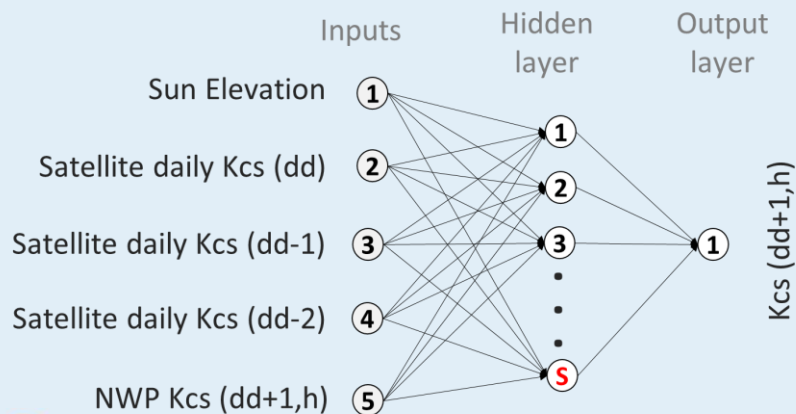 Inputs
Hidden
layer
Output
layer
Sun Elevation
1
Satellite daily Kcs (dd)
2
Satellite daily Kcs (dd-1)
3
Satellite daily Kcs (dd-2)
4
NWP Kcs (dd+1,h)
5
1
2
3
S
1
Kcs (dd+1,h)